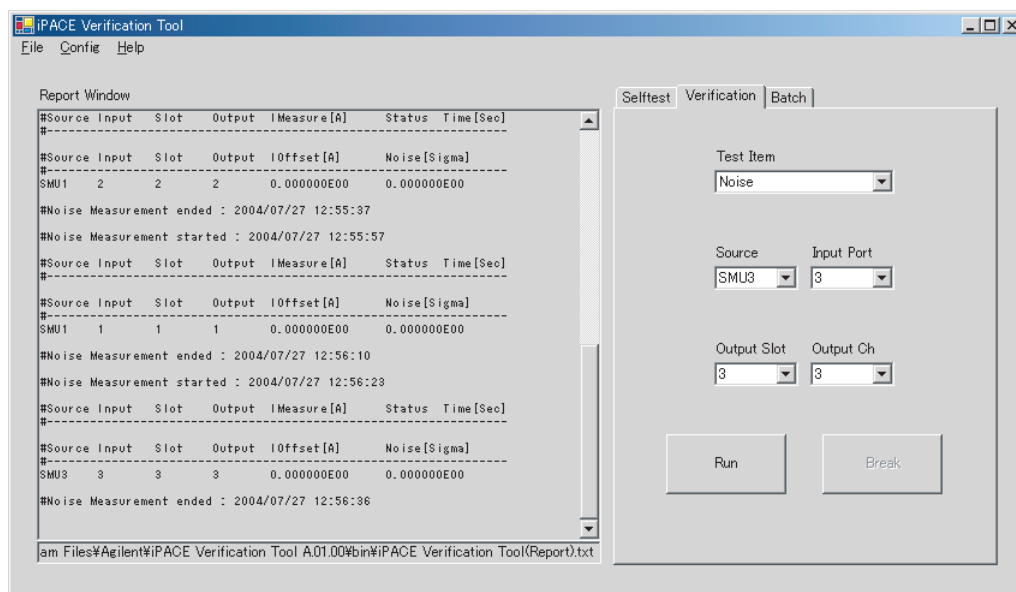 iPACE Verification Tool
File Config Help
Report Window
#Source Input Slot Output IMeasure[A] Status Time[Sec]
#------------------------------------------------------------------
#Source Input Slot Output IOffset[A] Noise[Sigma]
#------------------------------------------------------------------
SMU1 2 2 2 0.000000E00 0.000000E00
#Noise Measurement ended : 2004/07/27 12:55:37
#Noise Measurement started : 2004/07/27 12:55:57
#Source Input Slot Output IMeasure[A] Status Time[Sec]
#------------------------------------------------------------------
#Source Input Slot Output IOffset[A] Noise[Sigma]
#------------------------------------------------------------------
SMU1 1 1 1 0.000000E00 0.000000E00
#Noise Measurement ended : 2004/07/27 12:56:10
#Noise Measurement started : 2004/07/27 12:56:23
#Source Input Slot Output IMeasure[A] Status Time[Sec]
#------------------------------------------------------------------
#Source Input Slot Output IOffset[A] Noise[Sigma]
#------------------------------------------------------------------
SMU3 3 3 3 0.000000E00 0.000000E00
#Noise Measurement ended : 2004/07/27 12:56:36
am Files¥Agilent¥iPACE Verification Tool A.01.00¥bin¥iPACE Verification Tool(Report).txt
Selftest Verification Batch
Test Item
Noise
Source Input Port
SMU3 3
Output Slot Output Ch
3 3
Run Break